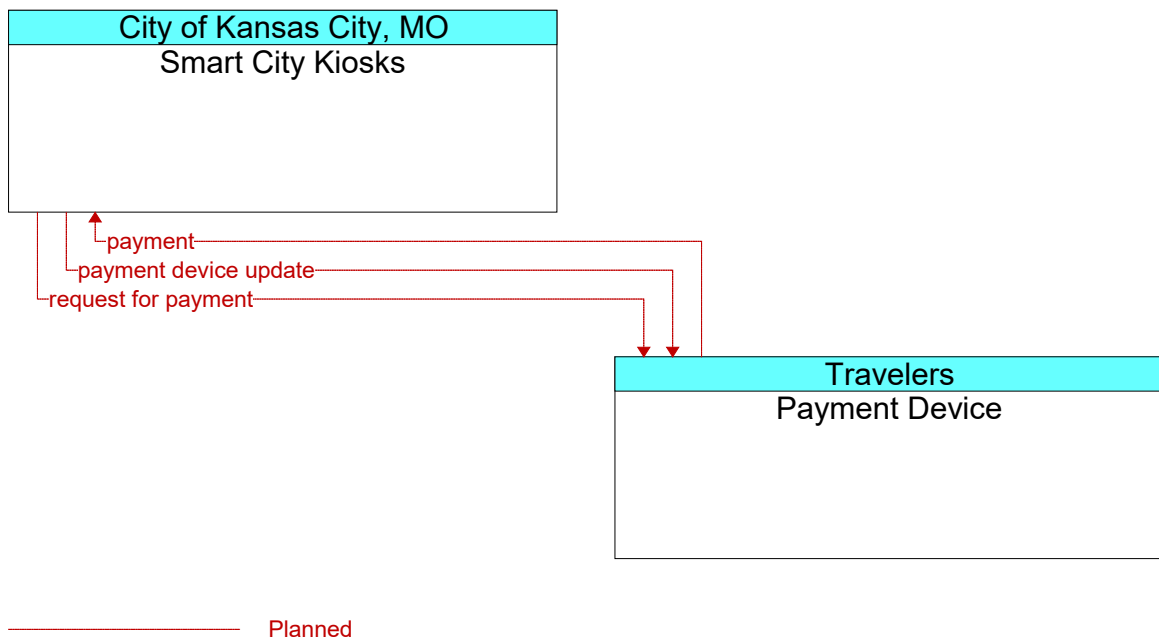 City of Kansas City, MO
Smart City Kiosks
payment
payment device update
request for payment
Travelers
Payment Device
Planned